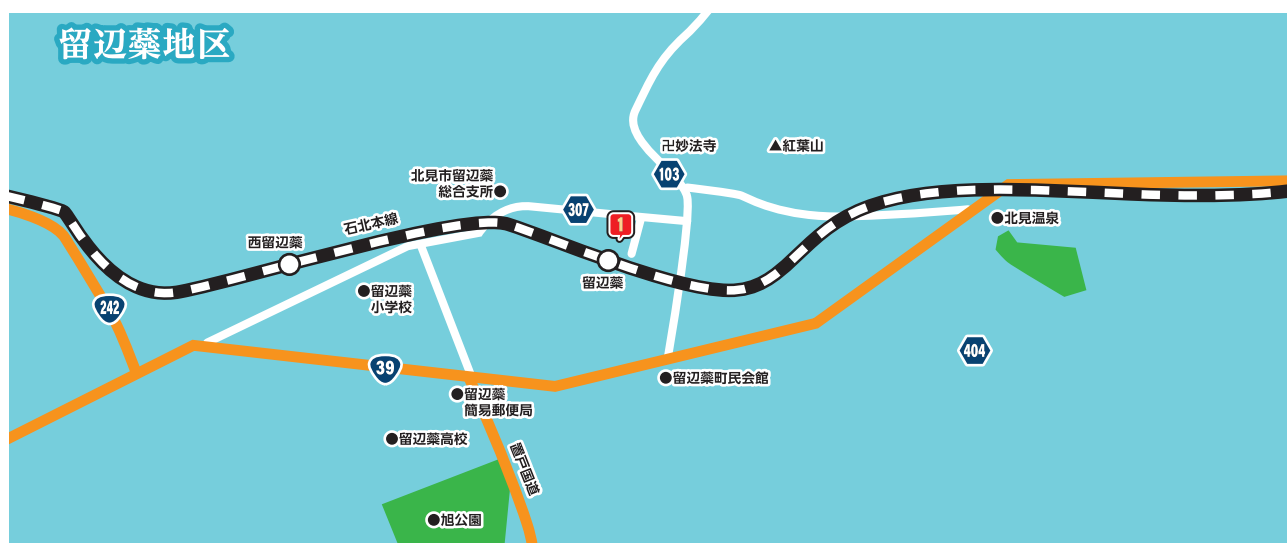 留辺蘂地区
卍妙法寺
▲紅葉山
103
北見市留辺蘂
総合支所
307
1
石北本線
北見温泉
西留辺蘂
留辺蘂
留辺蘂
小学校
242
404
39
留辺蘂町民会館
留辺蘂
簡易郵便局
留辺蘂高校
置戸国道
旭公園